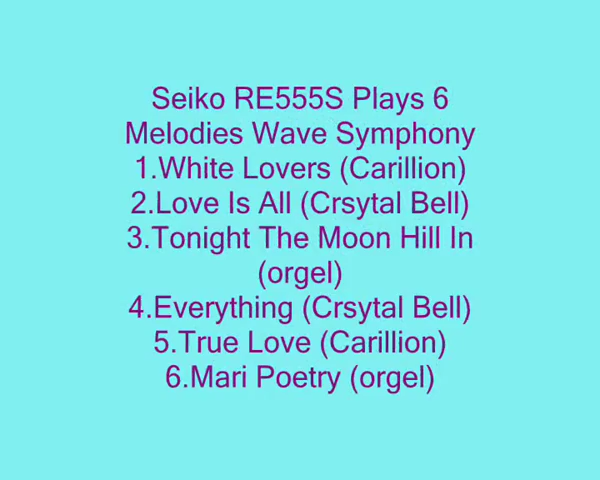 Seiko RE555S Plays 6
Melodies Wave Symphony
1.White Lovers (Carillion)
2.Love Is All (Crsytal Bell)
3.Tonight The Moon Hill In
(orgel)
4.Everything (Crsytal Bell)
5.True Love (Carillion)
6.Mari Poetry (orgel)